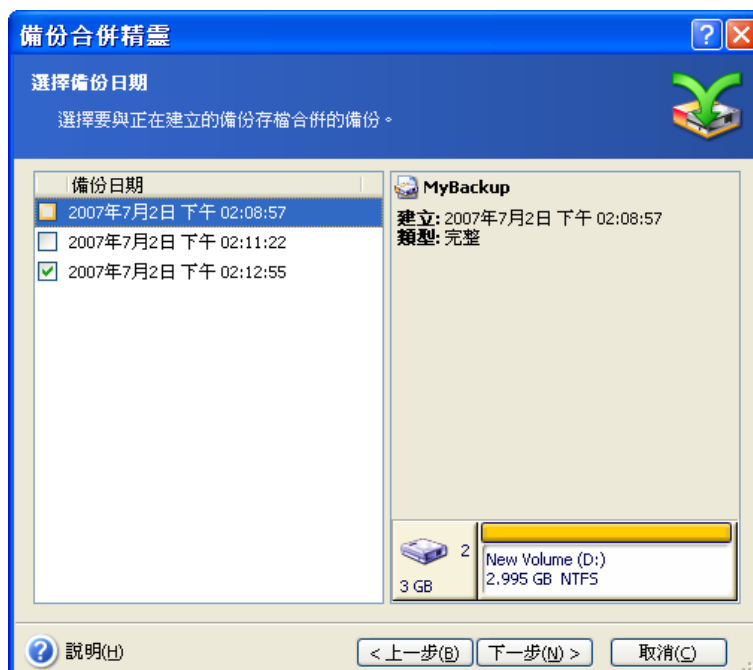 備份合併精靈
選擇備份日期
選擇要與正在建立的備份存檔合併的備份。
備份日期
2007年7月2日 下午 02:08:57
2007年7月2日 下午 02:11:22
2007年7月2日 下午 02:12:55
MyBackup
建立: 2007年7月2日 下午 02:08:57
類型: 完整
2
3 GB
New Volume (D:)
2.995 GB NTFS
說明(H)
< 上一步(B)
下一步(N) >
取消(C)